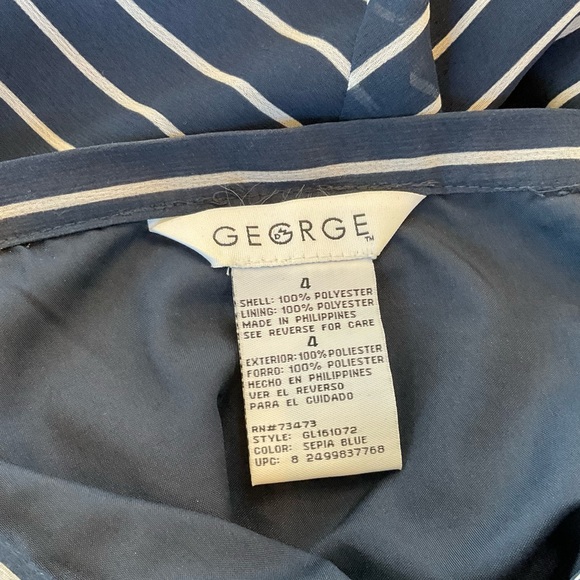 GEORGE TM
4
SHELL: 100% POLYESTER
LINING: 100% POLYESTER
MADE IN PHILIPPINES
SEE REVERSE FOR CARE
4
EXTERIOR:100% POLIESTER
FORRO: 100% POLIESTER
HECHO EN PHILIPPINES
VER EL REVERSO
PARA EL CUIDADO
RN#73473
STYLE: GL161072
COLOR: SEPIA BLUE
UPC: 8 2499837768